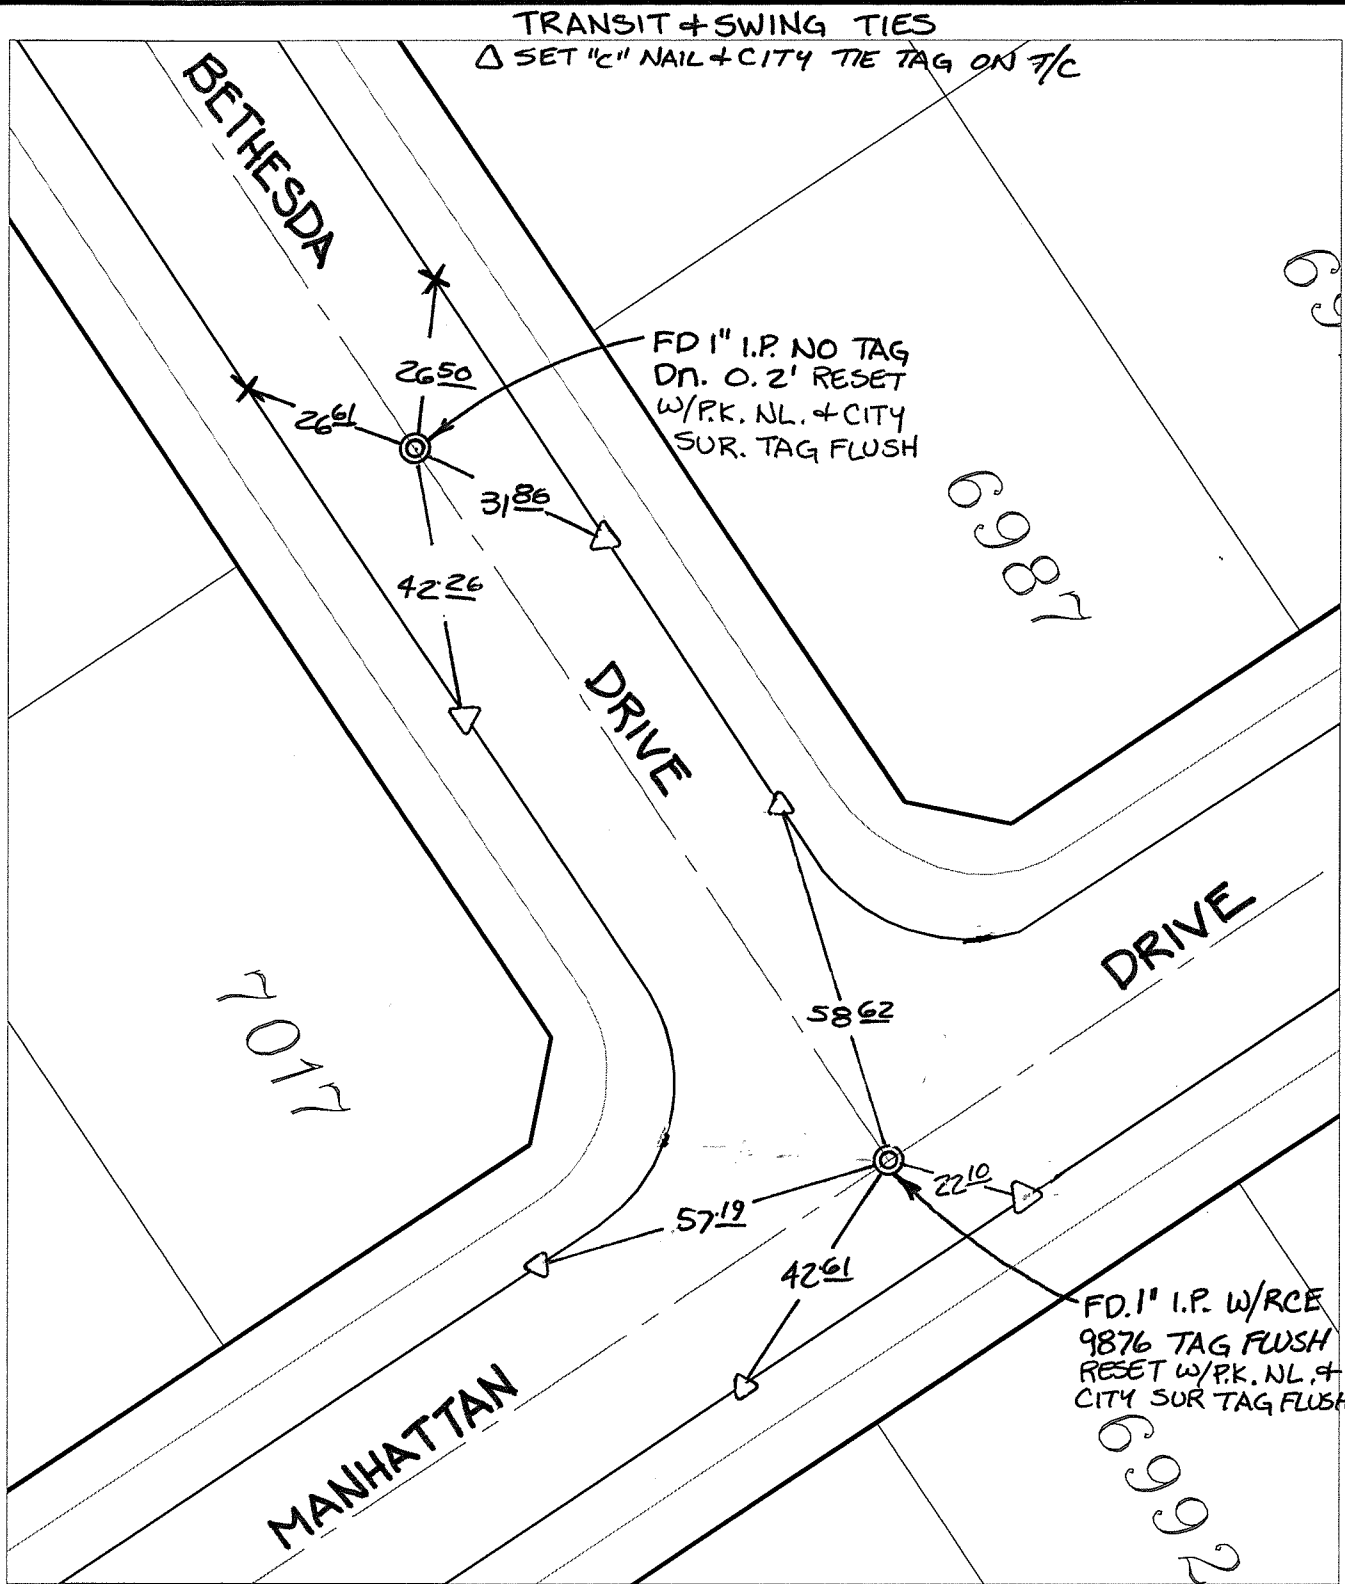 TRANSIT & SWING TIES
△ SET "C" NAIL & CITY TIE TAG ON T/C
BETHESDA
69
26.50
FD 1" I.P. NO TAG
Dn. 0.2' RESET
W/P.K. NL. & CITY
SUR. TAG FLUSH
26.61
31.86
6987
42.26
DRIVE
DRIVE
7017
58.62
22.10
57.19
42.61
FD. 1" I.P. W/RCE
9876 TAG FLUSH
RESET W/P.K. NL. &
CITY SUR TAG FLUSH
MANHATTAN
6992